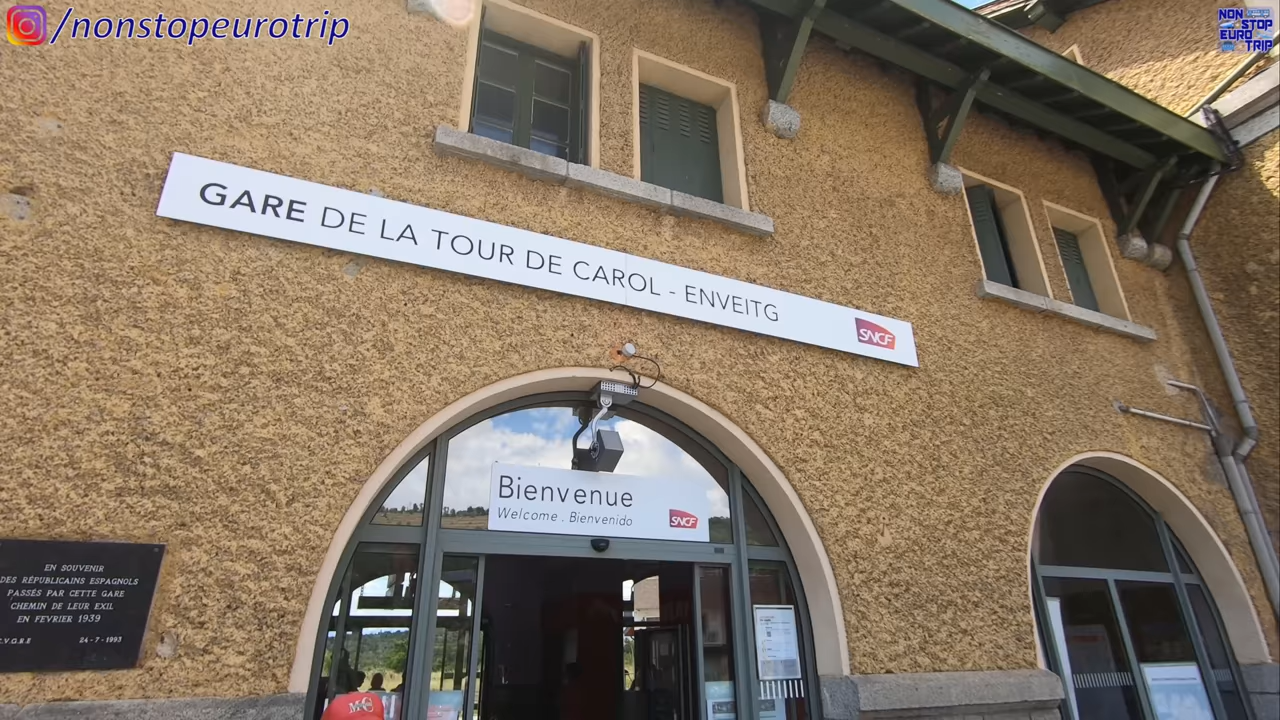 /nonstopeurotrip
NON
STOP
EURO
TRIP
GARE DE LA TOUR DE CAROL - ENVEITG
SNCF
Bienvenue
Welcome . Bienvenido
SNCF
EN SOUVENIR
DES RÉPUBLICAINS ESPAGNOLS
PASSÉS PAR CETTE GARE
CHEMIN DE LEUR EXIL
EN FEVRIER 1939
24-7-1993